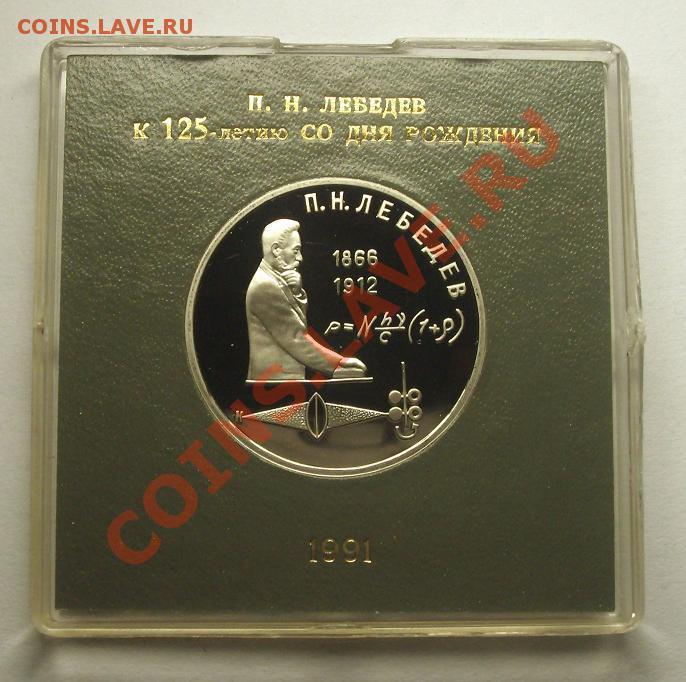 COINS.LAVE.RU
П. Н. ЛЕБЕДЕВ
К 125-летию СО ДНЯ РОЖДЕНИЯ
П.Н.ЛЕБЕДЕВ
1866
1912
p=N hν/c (1+ρ)
1991
COINS.LAVE.RU